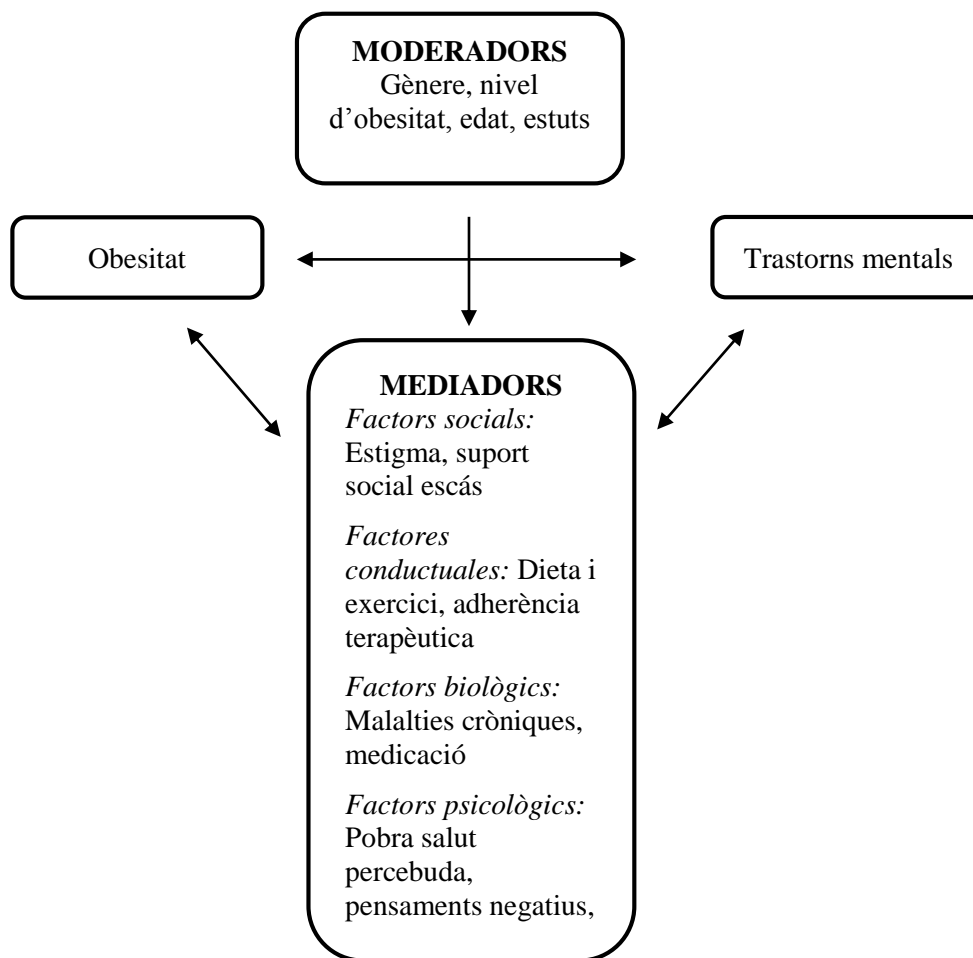 MODERADORS
Gènere, nivel
d’obesitat, edat, estuts
Obesitat
Trastorns mentals
MEDIADORS
Factors socials:
Estigma, suport
social escás
Factores
conductuales: Dieta i
exercici, adherència
terapèutica
Factors biològics:
Malalties cròniques,
medicació
Factors psicològics:
Pobra salut
percebuda,
pensaments negatius,